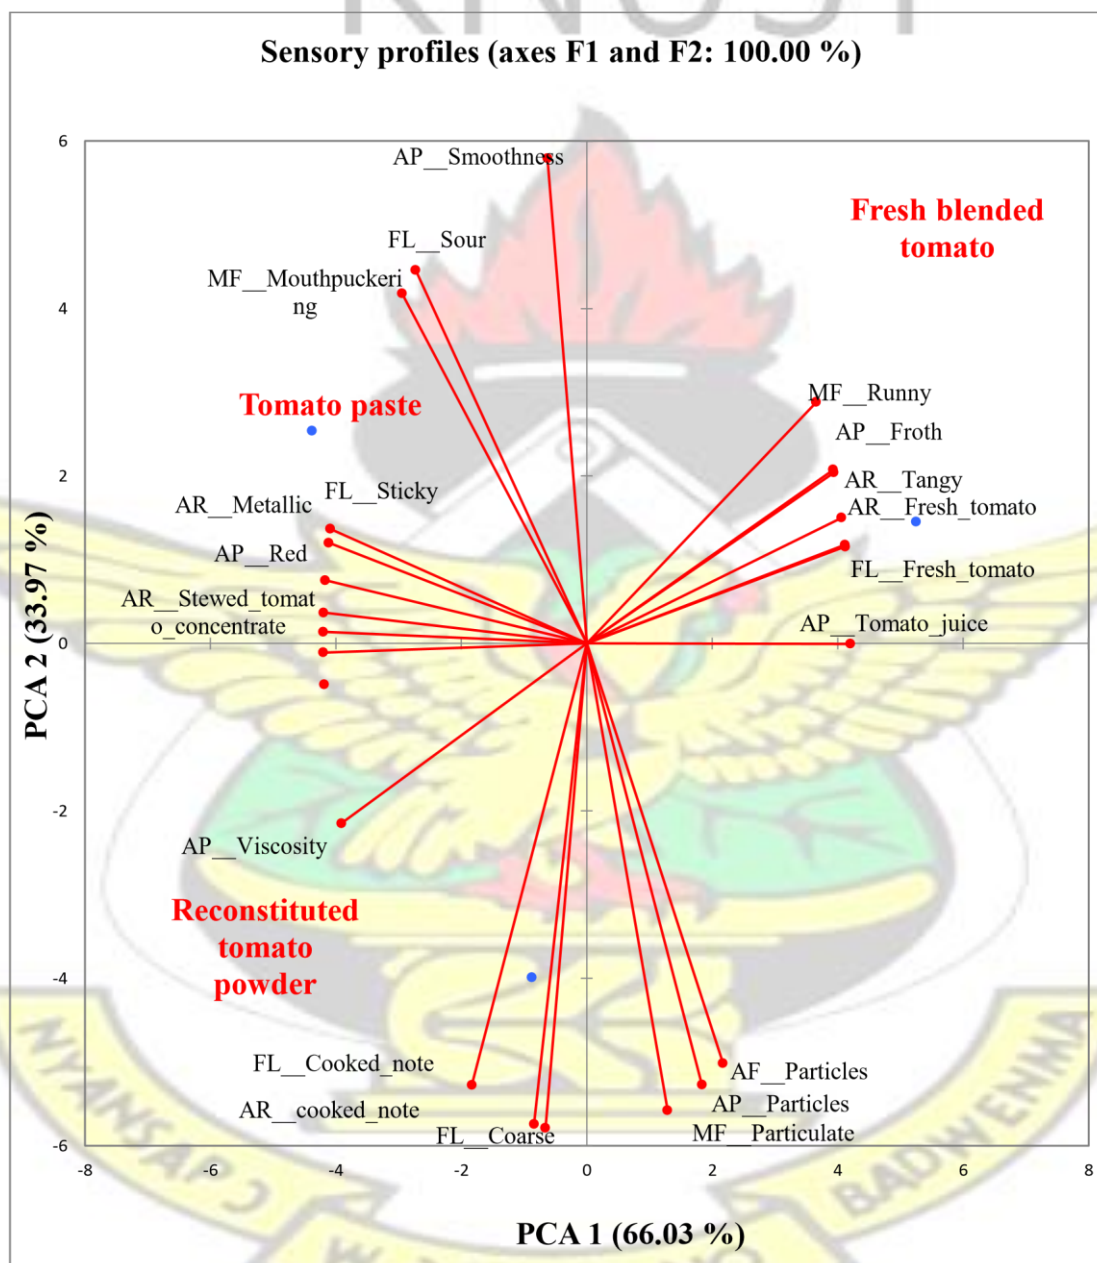 KNUST
Sensory profiles (axes F1 and F2: 100.00 %)
6
AP__Smoothness
Fresh blended
tomato
FL__Sour
MF__Mouthpuckeri
ng
4
MF__Runny
Tomato paste
AP__Froth
2
AR__Tangy
FL__Sticky
AR__Metallic
AR__Fresh_tomato
AP__Red
FL__Fresh_tomato
AR__Stewed_tomat
o_concentrate
AP__Tomato_juice
0
PCA 2 (33.97 %)
-2
AP__Viscosity
Reconstituted
tomato
powder
-4
FL__Cooked_note
AF__Particles
AR__cooked_note
AP__Particles
FL__Coarse
MF__Particulate
-6
-8 -6 -4 -2 0 2 4 6 8
PCA 1 (66.03 %)
NYANSAPƆ
BADWENMA